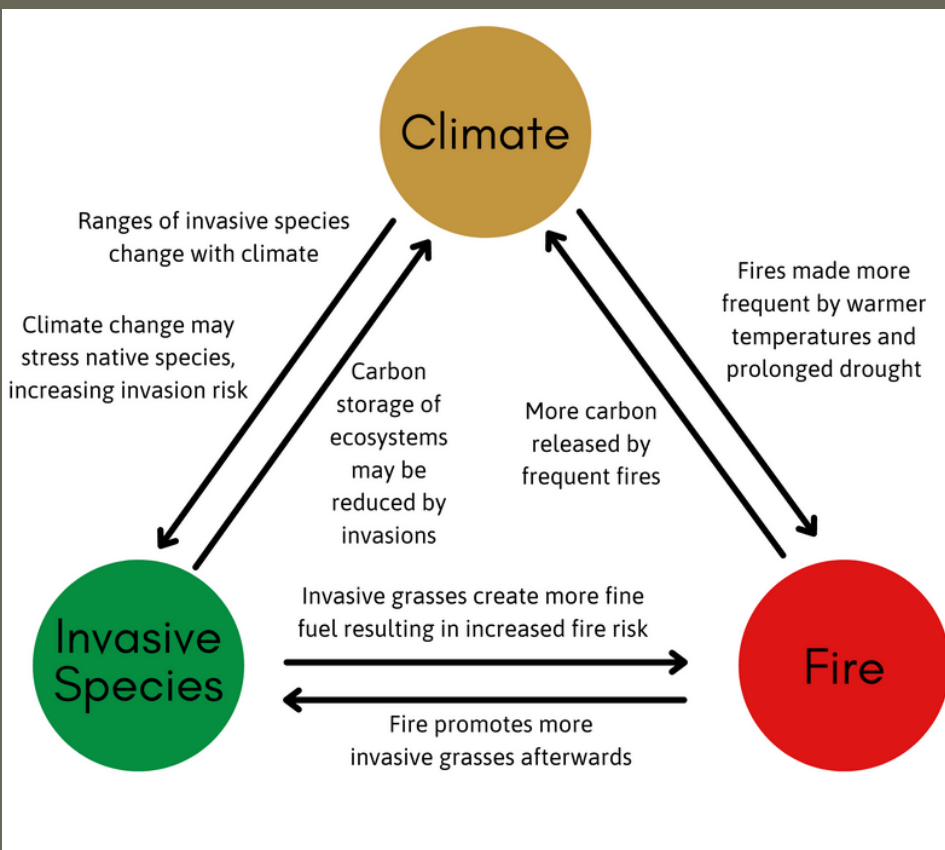 Climate
Ranges of invasive species
change with climate
Climate change may
stress native species,
increasing invasion risk
Carbon
storage of
ecosystems
may be
reduced by
invasions
More carbon
released by
frequent fires
Fires made more
frequent by warmer
temperatures and
prolonged drought
Invasive
Species
Invasive grasses create more fine
fuel resulting in increased fire risk
Fire promotes more
invasive grasses afterwards
Fire